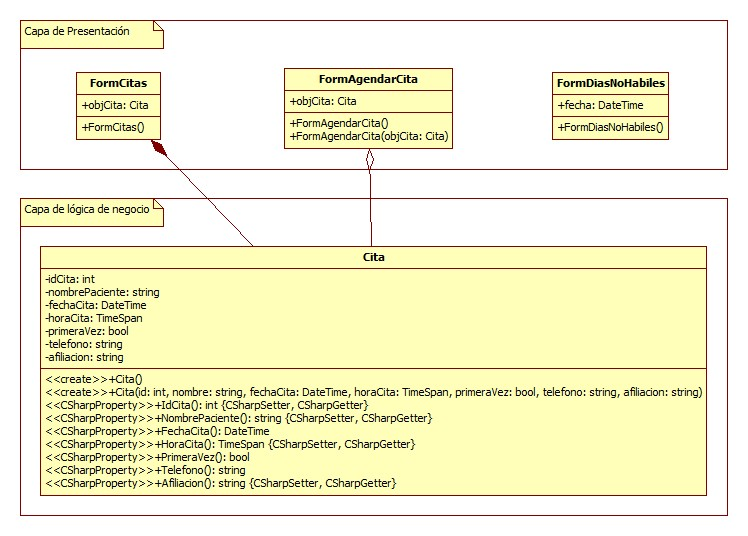 Capa de Presentación
FormCitas
+objCita: Cita
+FormCitas()
FormAgendarCita
+objCita: Cita
+FormAgendarCita()
+FormAgendarCita(objCita: Cita)
FormDiasNoHabiles
+fecha: DateTime
+FormDiasNoHabiles()
Capa de lógica de negocio
Cita
-idCita: int
-nombrePaciente: string
-fechaCita: DateTime
-horaCita: TimeSpan
-primeraVez: bool
-telefono: string
-afiliacion: string
<<create>>+Cita()
<<create>>+Cita(id: int, nombre: string, fechaCita: DateTime, horaCita: TimeSpan, primeraVez: bool, telefono: string, afiliacion: string)
<<CSharpProperty>>+IdCita(): int {CSharpSetter, CSharpGetter}
<<CSharpProperty>>+NombrePaciente(): string {CSharpSetter, CSharpGetter}
<<CSharpProperty>>+FechaCita(): DateTime
<<CSharpProperty>>+HoraCita(): TimeSpan {CSharpSetter, CSharpGetter}
<<CSharpProperty>>+PrimeraVez(): bool
<<CSharpProperty>>+Telefono(): string
<<CSharpProperty>>+Afiliacion(): string {CSharpSetter, CSharpGetter}